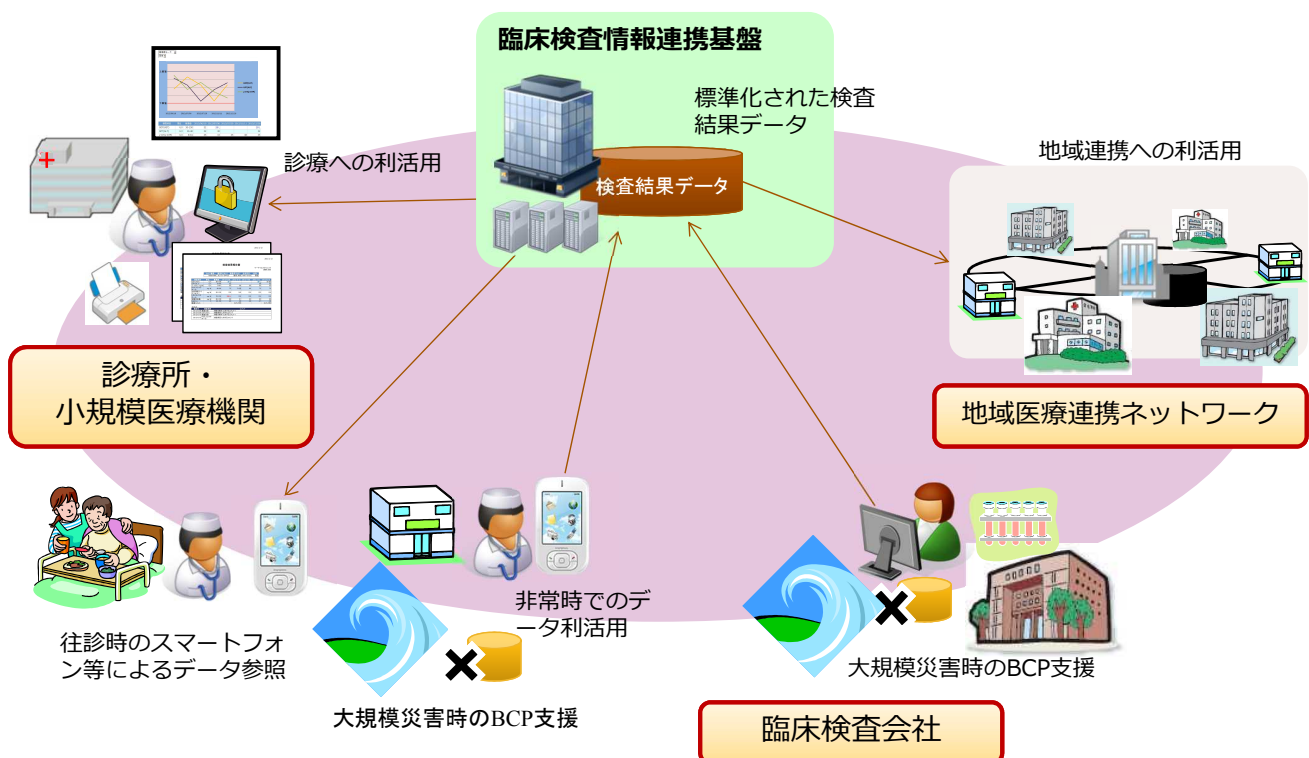 臨床検査情報連携基盤
標準化された検査
結果データ
検査結果データ
診療への利活用
地域連携への利活用
診療所・
小規模医療機関
地域医療連携ネットワーク
往診時のスマートフォ
ン等によるデータ参照
非常時でのデ
ータ利活用
大規模災害時のBCP支援
大規模災害時のBCP支援
臨床検査会社